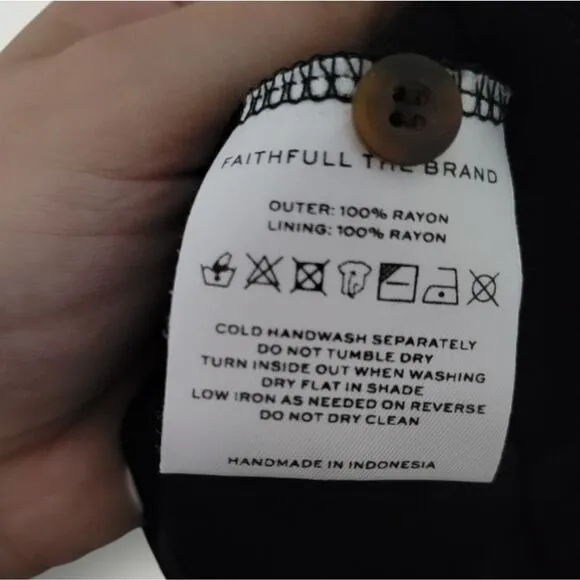 FAITHFULL THE BRAND
OUTER: 100% RAYON
LINING: 100% RAYON
COLD HANDWASH SEPARATELY
DO NOT TUMBLE DRY
TURN INSIDE OUT WHEN WASHING
DRY FLAT IN SHADE
LOW IRON AS NEEDED ON REVERSE
DO NOT DRY CLEAN
HANDMADE IN INDONESIA